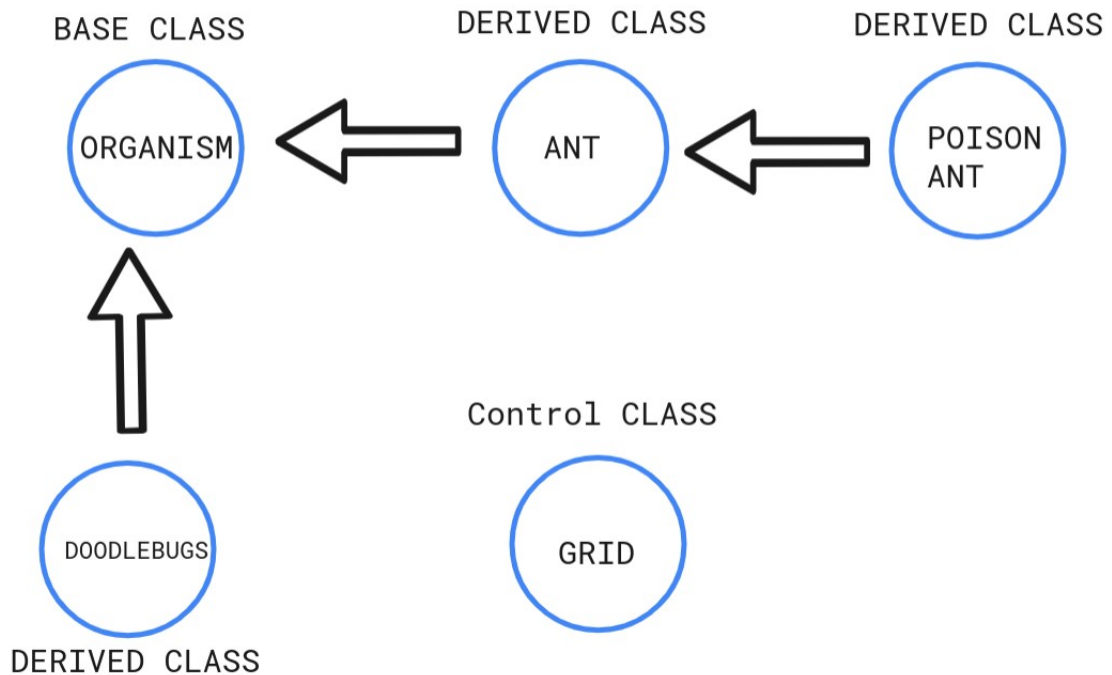 BASE CLASS
DERIVED CLASS
DERIVED CLASS
ORGANISM
ANT
POISON
ANT
Control CLASS
DOODLEBUGS
GRID
DERIVED CLASS